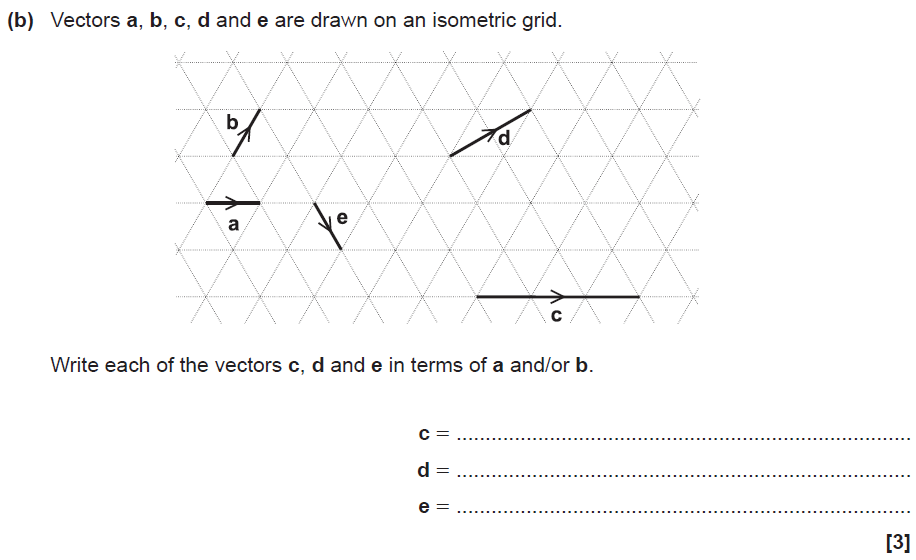 (b) Vectors a, b, c, d and e are drawn on an isometric grid.
b
d
a
e
c
Write each of the vectors c, d and e in terms of a and/or b.
c = ................................................................................
d = ................................................................................
e = ................................................................................
[3]